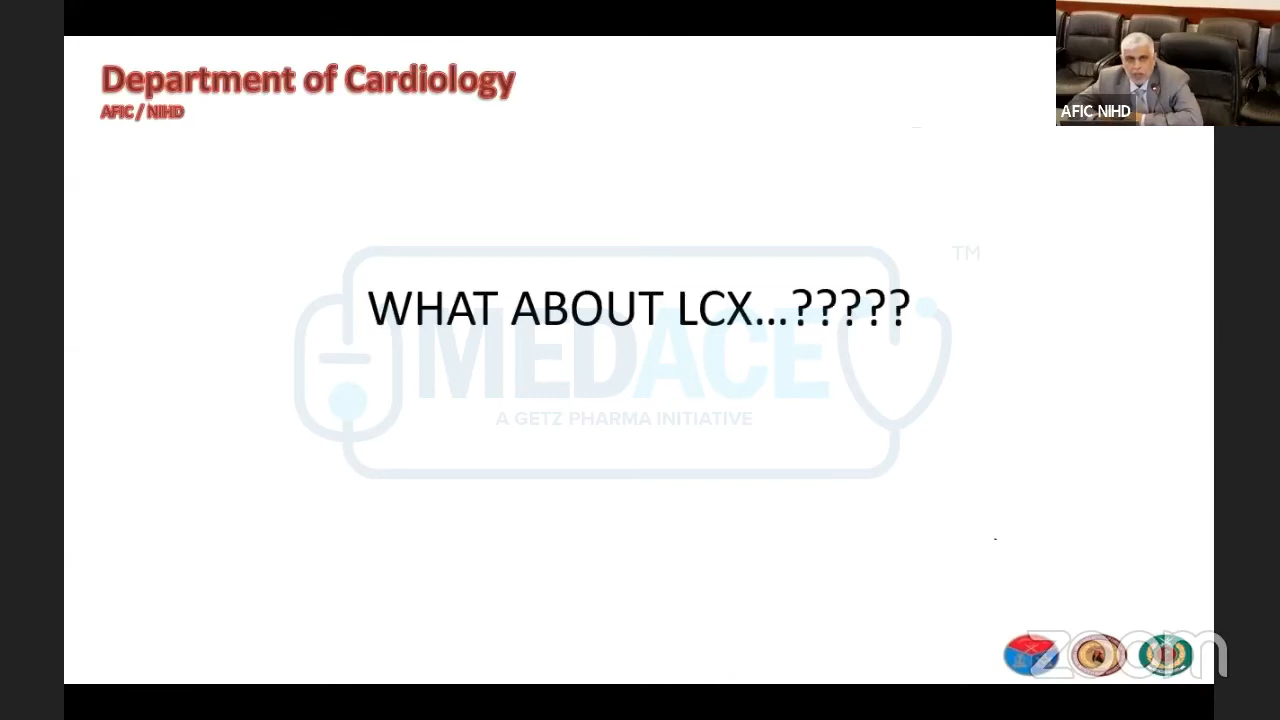 Department of Cardiology
AFIC / NIHD
AFIC NIHD
TM
WHAT ABOUT LCX...?????
MEDACE
A GETZ PHARMA INITIATIVE
zoom